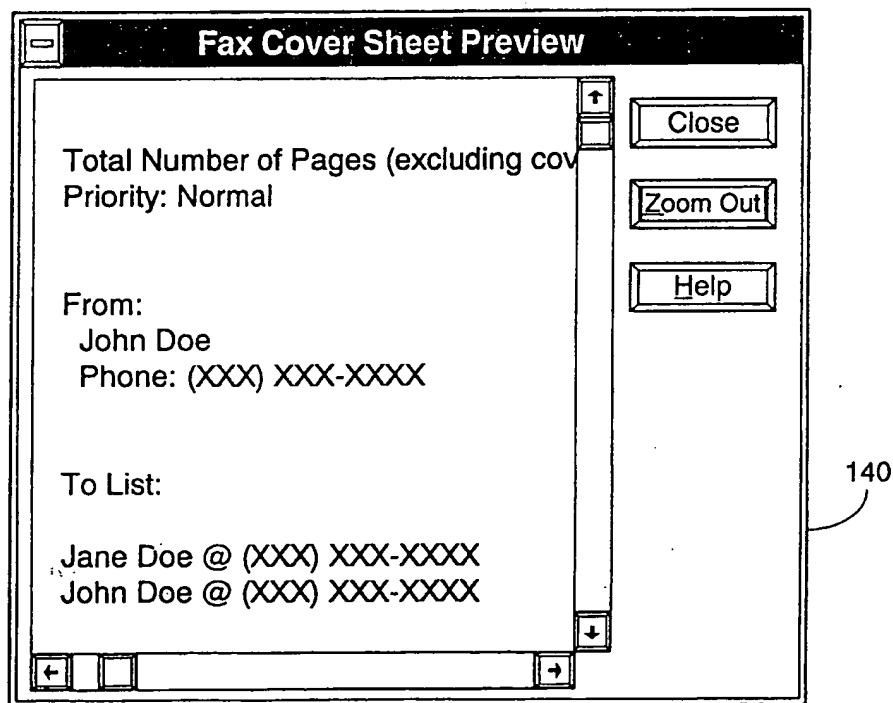 Fax Cover Sheet Preview
Total Number of Pages (excluding cov
Priority: Normal
From:
John Doe
Phone: (XXX) XXX-XXXX
To List:
Jane Doe @ (XXX) XXX-XXXX
John Doe @ (XXX) XXX-XXXX
Close
Zoom Out
Help
140